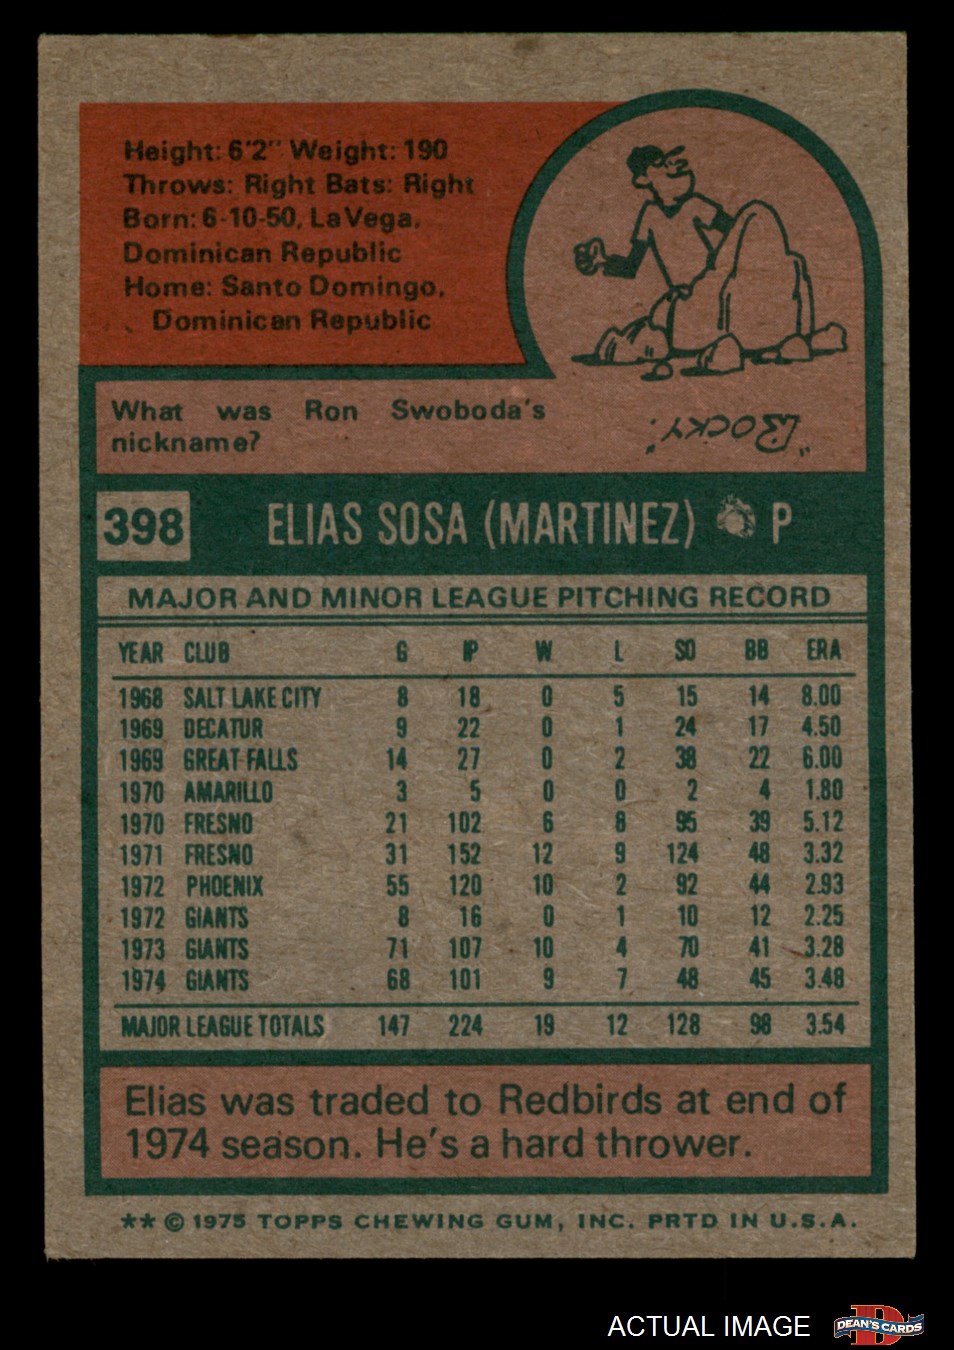 Height: 6'2" Weight: 190
Throws: Right Bats: Right
Born: 6-10-50, La Vega,
Dominican Republic
Home: Santo Domingo,
Dominican Republic
What was Ron Swoboda's
nickname?
"Rocky."
398 ELIAS SOSA (MARTINEZ) P
MAJOR AND MINOR LEAGUE PITCHING RECORD
YEAR CLUB G IP W L SO BB ERA
1968 SALT LAKE CITY 8 18 0 5 15 14 8.00
1969 DECATUR 9 22 0 1 24 17 4.50
1969 GREAT FALLS 14 27 0 2 38 22 6.00
1970 AMARILLO 3 5 0 0 2 4 1.80
1970 FRESNO 21 102 6 8 95 39 5.12
1971 FRESNO 31 152 12 9 124 48 3.32
1972 PHOENIX 55 120 10 2 92 44 2.93
1972 GIANTS 8 16 0 1 10 12 2.25
1973 GIANTS 71 107 10 4 70 41 3.28
1974 GIANTS 68 101 9 7 48 45 3.48
MAJOR LEAGUE TOTALS 147 224 19 12 128 98 3.54
Elias was traded to Redbirds at end of
1974 season. He's a hard thrower.
** © 1975 TOPPS CHEWING GUM, INC. PRTD IN U.S.A.
ACTUAL IMAGE
D
DEAN'S CARDS